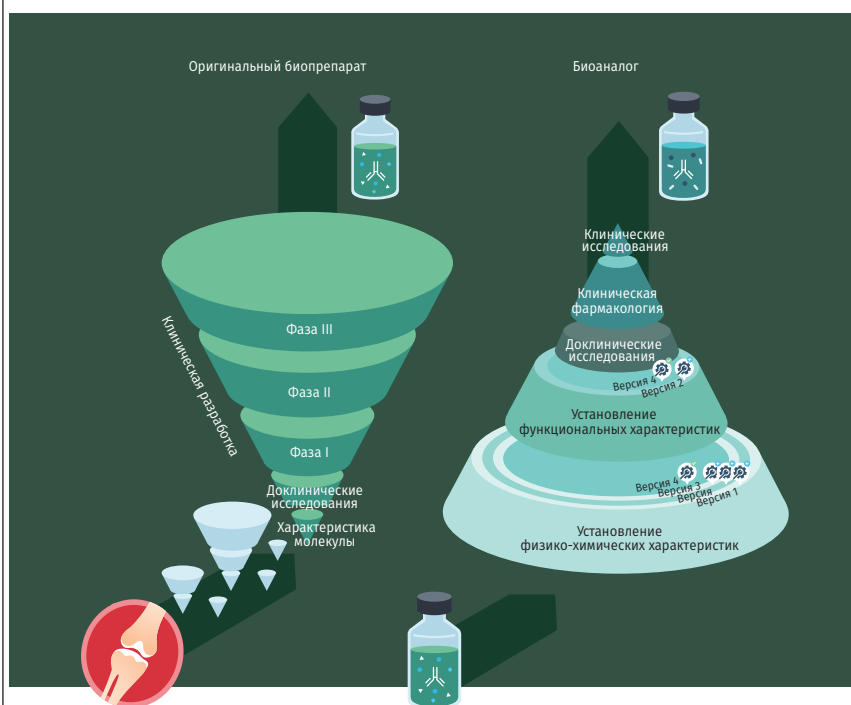 Оригинальный биопрепарат
Биоаналог
Клиническая разработка
Фаза III
Фаза II
Фаза I
Доклинические
исследования
Характеристика
молекулы
Клинические
исследования
Клиническая
фармакология
Доклинические
исследования
Версия 4
Версия 2
Установление
функциональных характеристик
Версия 4
Версия 3
Версия
Версия 1
Установление
физико-химических характеристик